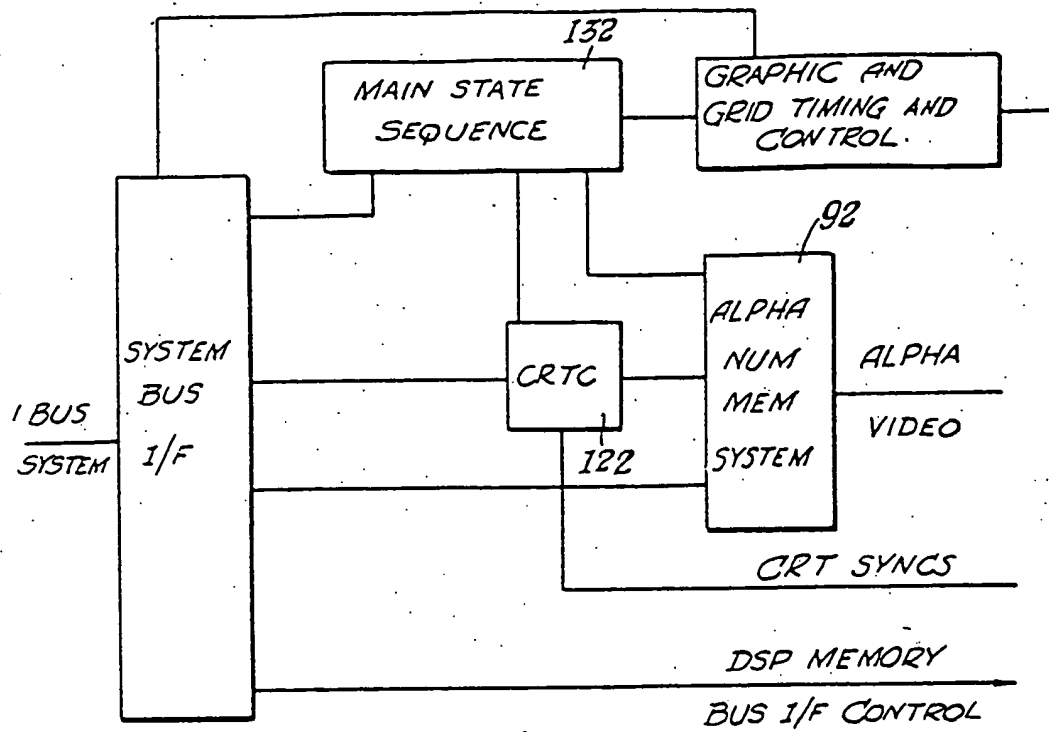 132
MAIN STATE
SEQUENCE
GRAPHIC AND
GRID TIMING AND
CONTROL.
92
SYSTEM
BUS
I/F
I BUS
SYSTEM
CRTC
122
ALPHA
NUM
MEM
SYSTEM
ALPHA
VIDEO
CRT SYNCS
DSP MEMORY
BUS I/F CONTROL